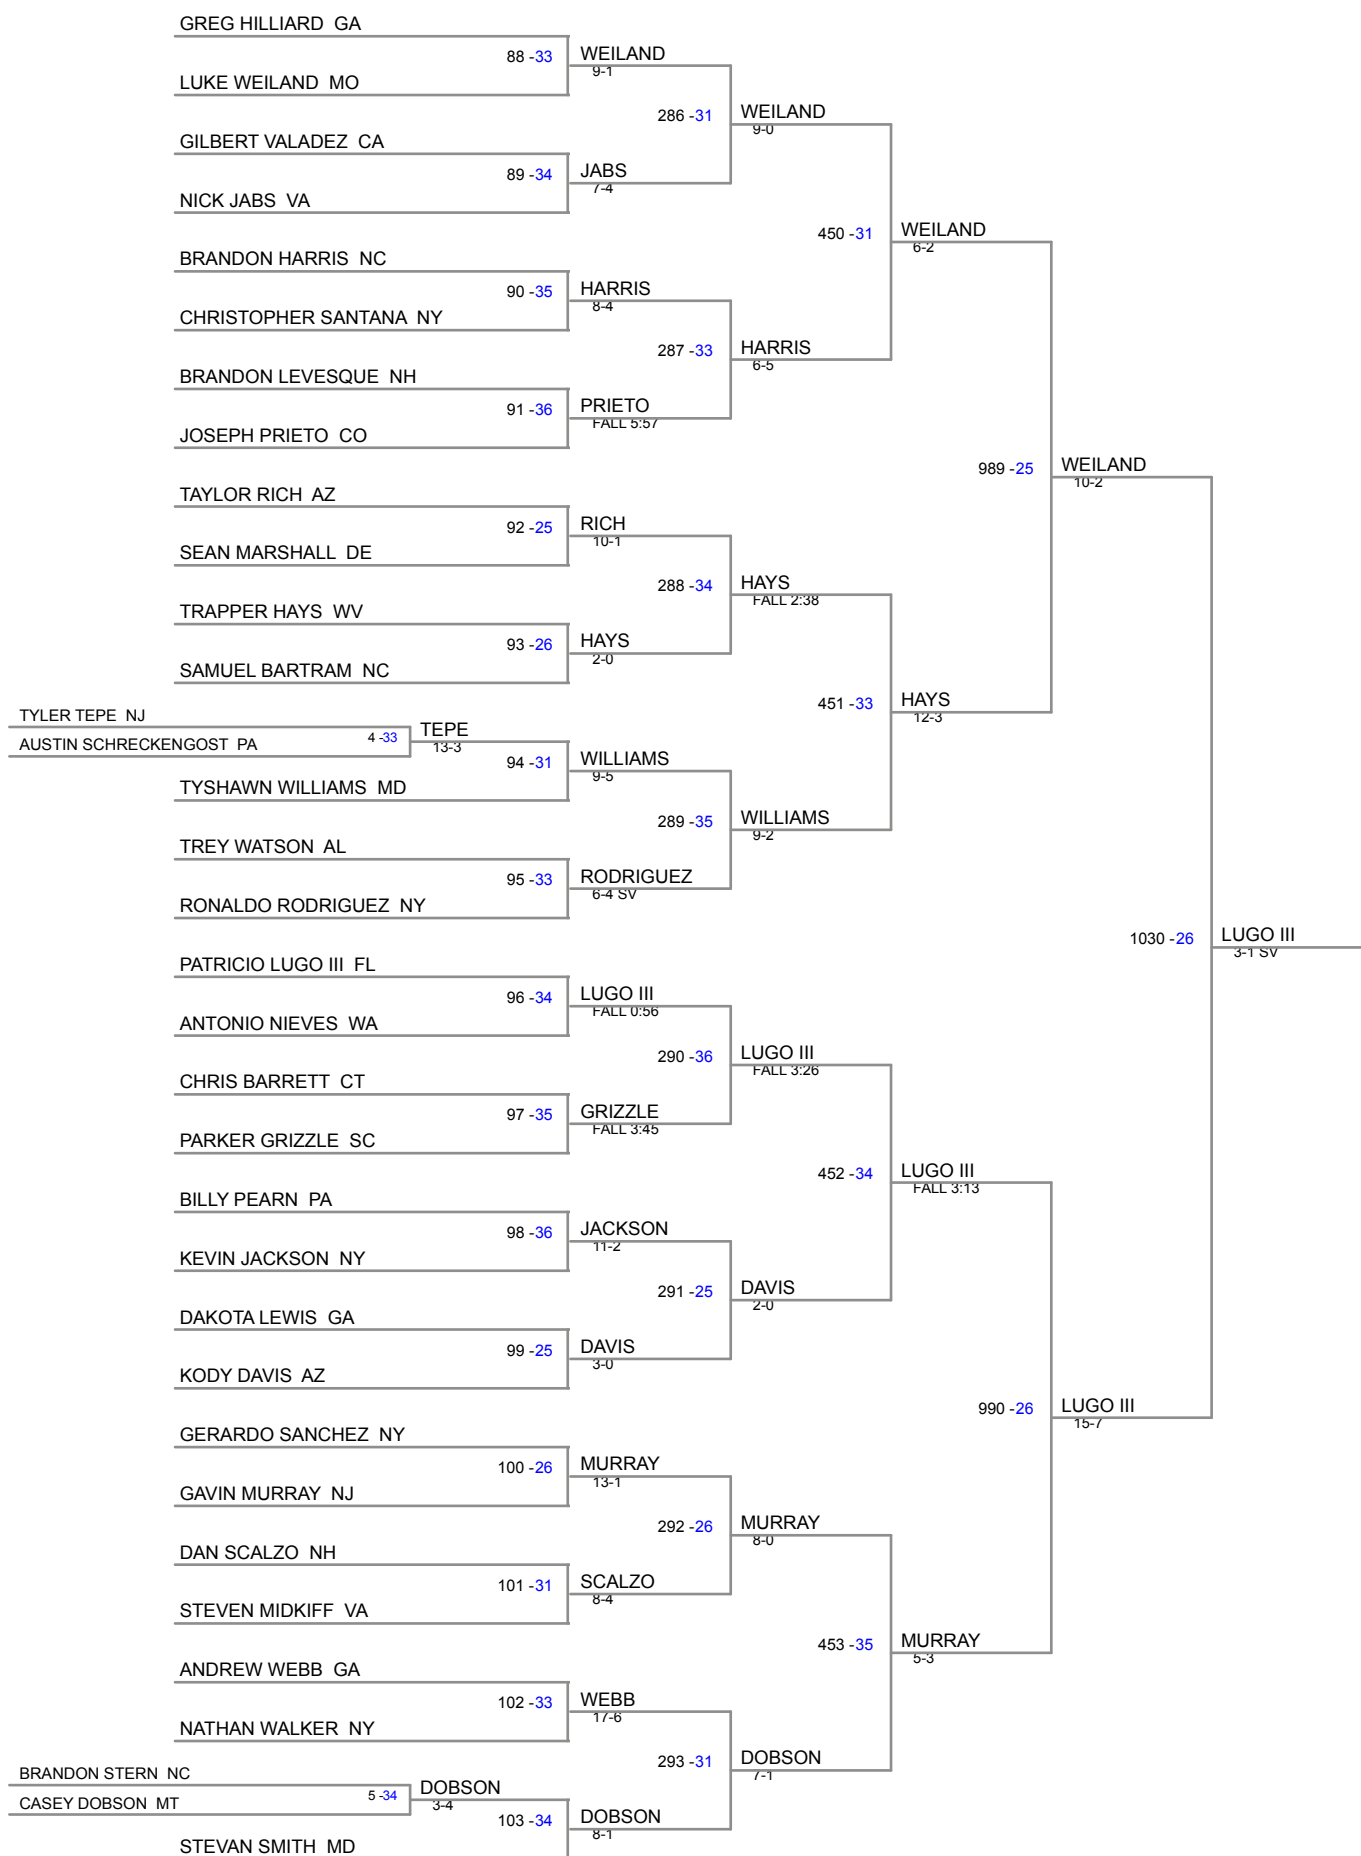 GREG HILLIARD GA
88 -33 WEILAND
9-1
LUKE WEILAND MO
286 -31 WEILAND
9-0
GILBERT VALADEZ CA
89 -34 JABS
7-4
NICK JABS VA
450 -31 WEILAND
6-2
BRANDON HARRIS NC
90 -35 HARRIS
8-4
CHRISTOPHER SANTANA NY
287 -33 HARRIS
6-5
BRANDON LEVESQUE NH
91 -36 PRIETO
FALL 5:57
JOSEPH PRIETO CO
989 -25 WEILAND
10-2
TAYLOR RICH AZ
92 -25 RICH
10-1
SEAN MARSHALL DE
288 -34 HAYS
FALL 2:38
TRAPPER HAYS WV
93 -26 HAYS
2-0
SAMUEL BARTRAM NC
451 -33 HAYS
12-3
TYLER TEPE NJ
4 -33 TEPE
13-3
AUSTIN SCHRECKENGOST PA
94 -31 WILLIAMS
9-5
TYSHAWN WILLIAMS MD
289 -35 WILLIAMS
9-2
TREY WATSON AL
95 -33 RODRIGUEZ
6-4 SV
RONALDO RODRIGUEZ NY
1030 -26 LUGO III
3-1 SV
PATRICIO LUGO III FL
96 -34 LUGO III
FALL 0:56
ANTONIO NIEVES WA
290 -36 LUGO III
FALL 3:26
CHRIS BARRETT CT
97 -35 GRIZZLE
FALL 3:45
PARKER GRIZZLE SC
452 -34 LUGO III
FALL 3:13
BILLY PEARN PA
98 -36 JACKSON
11-2
KEVIN JACKSON NY
291 -25 DAVIS
2-0
DAKOTA LEWIS GA
99 -25 DAVIS
3-0
KODY DAVIS AZ
990 -26 LUGO III
15-7
GERARDO SANCHEZ NY
100 -26 MURRAY
13-1
GAVIN MURRAY NJ
292 -26 MURRAY
8-0
DAN SCALZO NH
101 -31 SCALZO
8-4
STEVEN MIDKIFF VA
453 -35 MURRAY
5-3
ANDREW WEBB GA
102 -33 WEBB
17-6
NATHAN WALKER NY
293 -31 DOBSON
7-1
BRANDON STERN NC
5 -34 DOBSON
3-4
CASEY DOBSON MT
103 -34 DOBSON
8-1
STEVAN SMITH MD